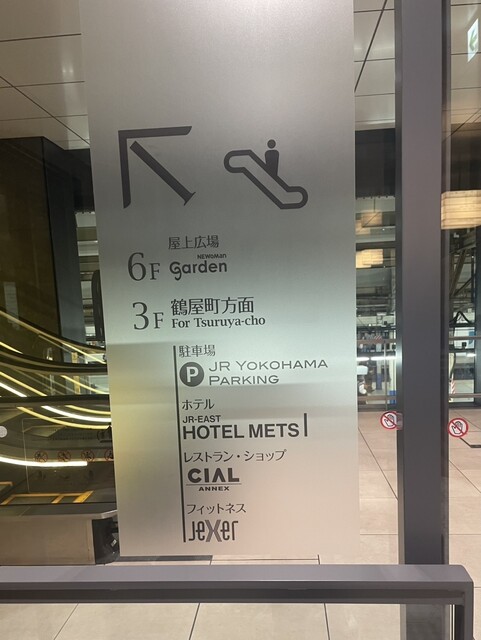 屋上広場
6F NEWoMan garden
3F 鶴屋町方面
For Tsuruya-cho
駐車場
P JR YOKOHAMA
PARKING
ホテル
JR-EAST
HOTEL METS
レストラン・ショップ
CIAL
ANNEX
フィットネス
JEXER